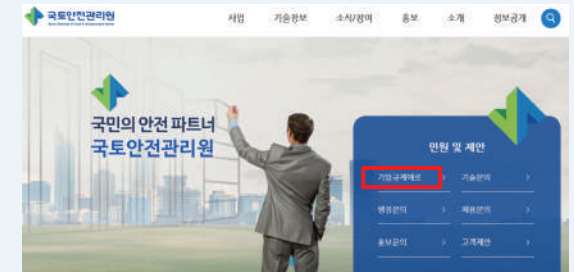 국토안전관리원
사업 기술정보 소식/참여 홍보 소개 정보공개
국민의 안전 파트너
국토안전관리원
민원 및 제안
기업규제애로 기술문의
행정문의 채용문의
홍보문의 고객제안